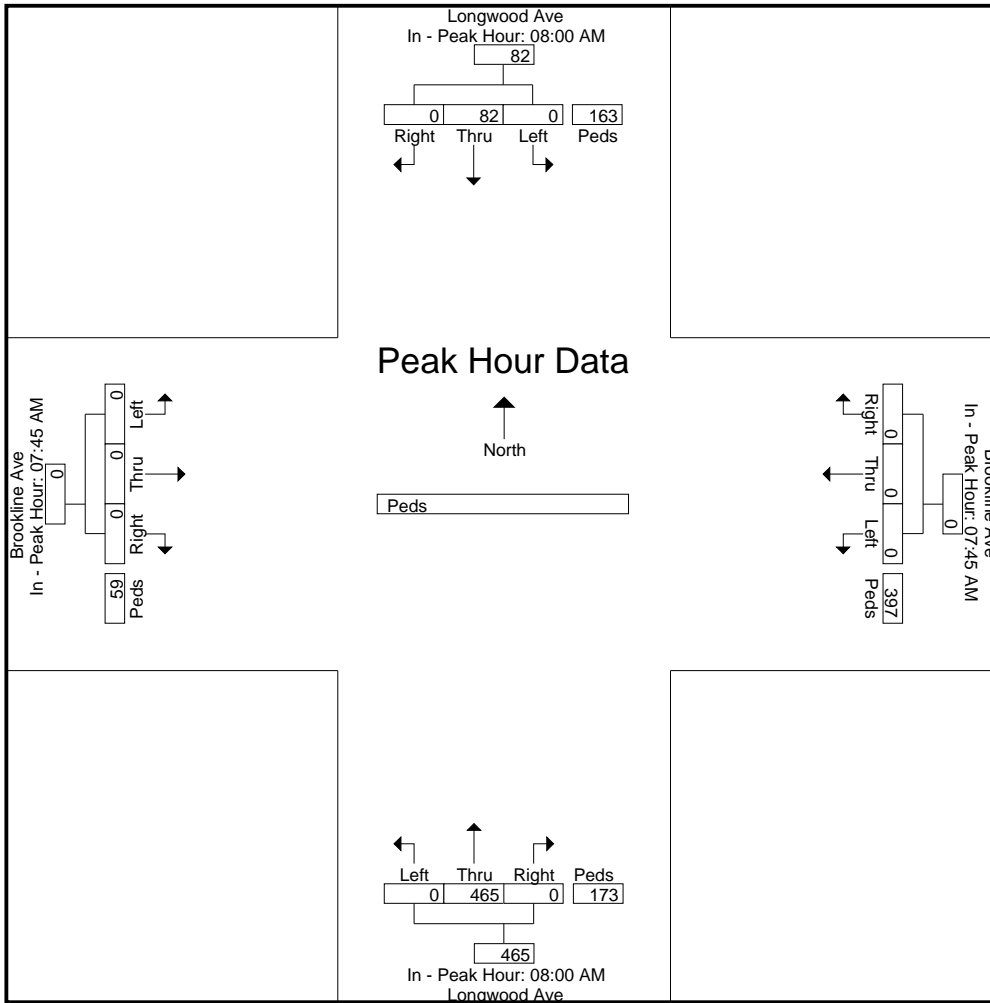 Longwood Ave
In - Peak Hour: 08:00 AM
82
0 82 0 163
Right Thru Left Peds
Peak Hour Data
North
Peds
Brookline Ave
In - Peak Hour: 07:45 AM
0
0 0 0 59
Left Thru Right Peds
Brookline Ave
In - Peak Hour: 07:45 AM
0
0 0 0 397
Right Thru Left Peds
Left Thru Right Peds
0 465 0 173
465
In - Peak Hour: 08:00 AM
Longwood Ave